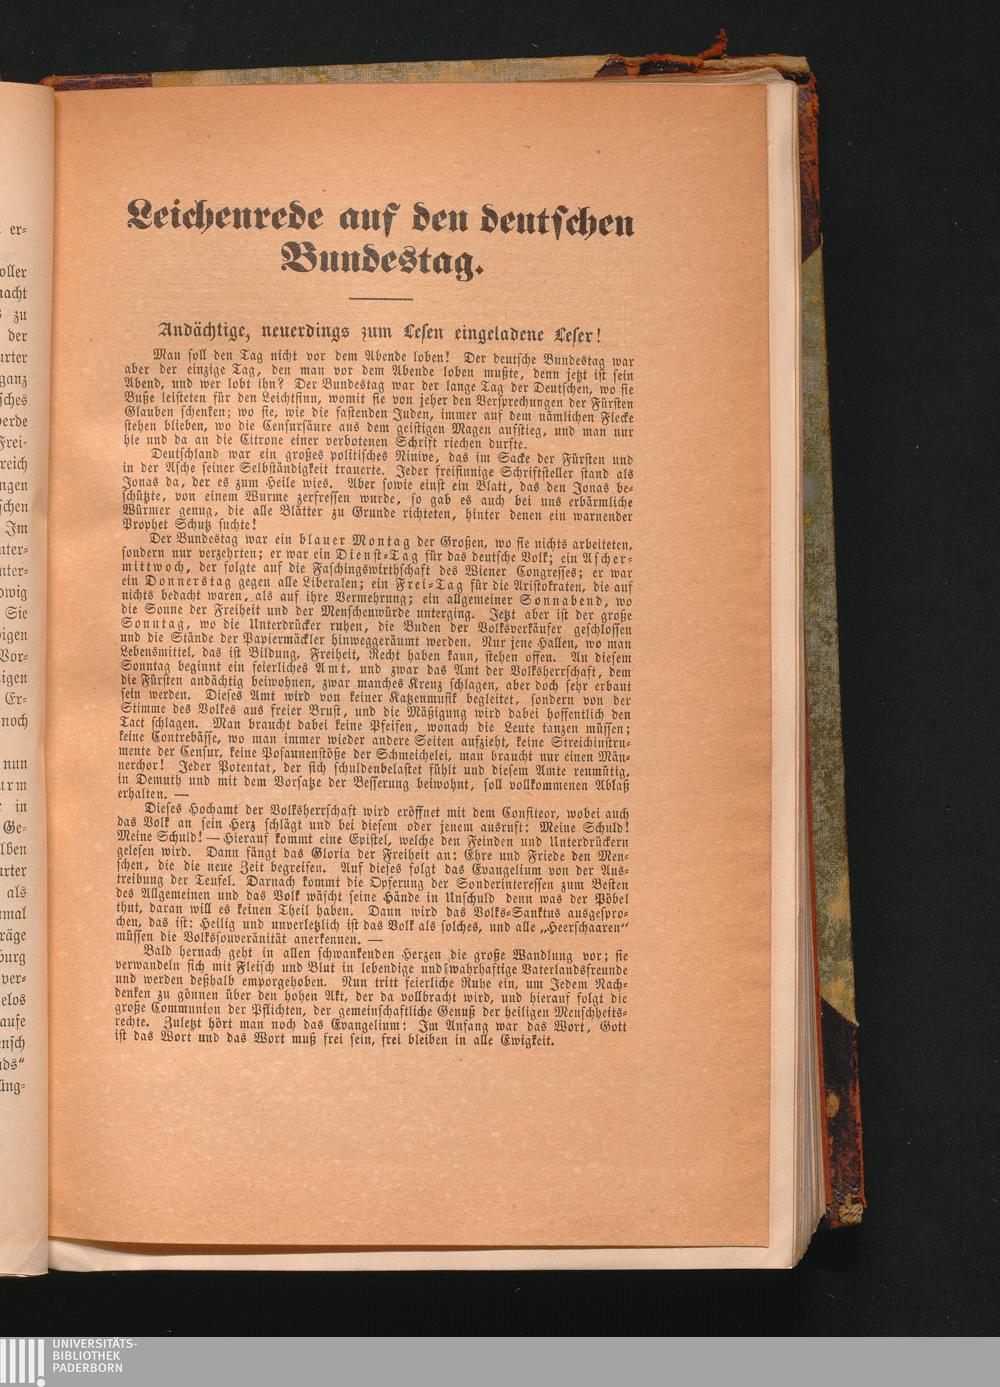 Leichenrede auf den deutschen
Bundestag.
Andächtige, neuerdings zum Lesen eingeladene Leser!
Man soll den Tag nicht vor dem Abende loben! Der deutsche Bundestag war
aber der einzige Tag, den man vor dem Abende loben mußte, denn jetzt ist sein
Abend, und wer lobt ihn? Der Bundestag war der lange Tag der Deutschen, wo sie
Buße leisteten für den Leichtsinn, womit sie von jeher den Versprechungen der Fürsten
Glauben schenken; wo sie, wie die fastenden Juden, immer auf dem nämlichen Flecke
stehen blieben, wo die Censursäure aus dem geistigen Magen aufstieg, und man nur
hie und da an die Citrone einer verbotenen Schrift riechen durfte.
Deutschland war ein großes politisches Ninive, das im Sacke der Fürsten und
in der Asche seiner Selbständigkeit trauerte. Jeder freisinnige Schriftsteller stand als
Jonas da, der es zum Heile wies. Aber sowie einst ein Blatt, das den Jonas be-
schützte, von einem Wurme zerfressen wurde, so gab es auch bei uns erbärmliche
Würmer genug, die alle Blätter zu Grunde richteten, hinter denen ein warnender
Prophet Schutz suchte!
Der Bundestag war ein blauer Montag der Großen, wo sie nichts arbeiteten,
sondern nur verzehrten; er war ein Dienst-Tag für das deutsche Volk; ein Ascher-
mittwoch, der folgte auf die Faschingswirthschaft des Wiener Congresses; er war
ein Donnerstag gegen alle Liberalen; ein Frei-Tag für die Aristokraten, die auf
nichts bedacht waren, als auf ihre Vermehrung; ein allgemeiner Sonnabend, wo
die Sonne der Freiheit und der Menschenwürde unterging. Jetzt aber ist der große
Sonntag, wo die Unterdrücker ruhen, die Buden der Volksverkäufer geschlossen
und die Stände der Papiermäckler hinweggeräumt werden. Nur jene Hallen, wo man
Lebensmittel, das ist Bildung, Freiheit, Recht haben kann, stehen offen. An diesem
Sonntag beginnt ein feierliches Amt, und zwar das Amt der Volksherrschaft, dem
die Fürsten andächtig beiwohnen, zwar manches Kreuz schlagen, aber doch sehr erbaut
sein werden. Dieses Amt wird von keiner Katzenmusik begleitet, sondern von der
Stimme des Volkes aus freier Brust, und die Mäßigung wird dabei hoffentlich den
Tact schlagen. Man braucht dabei keine Pfeifen, wonach die Leute tanzen müssen;
keine Contrebässe, wo man immer wieder andere Seiten aufzieht, keine Streichinstru-
mente der Censur, keine Posaunenstöße der Schmeichelei, man braucht nur einen Män-
nerchor! Jeder Potentat, der sich schuldenbelastet fühlt und diesem Amte reumütig,
in Demuth und mit dem Vorsatze der Besserung beiwohnt, soll vollkommenen Ablaß
erhalten. —
Dieses Hochamt der Volksherrschaft wird eröffnet mit dem Confiteor, wobei auch
das Volk an sein Herz schlägt und bei diesem oder jenem ausruft: Meine Schuld!
Meine Schuld! — Hierauf kommt eine Epistel, welche den Feinden und Unterdrückern
gelesen wird. Dann fängt das Gloria der Freiheit an: Ehre und Friede den Men-
schen, die die neue Zeit begreifen. Auf dieses folgt das Evangelium von der Aus-
treibung der Teufel. Darnach kommt die Opferung der Sonderinteressen zum Besten
des Allgemeinen und das Volk wäscht seine Hände in Unschuld denn was der Pöbel
thut, daran will es keinen Theil haben. Dann wird das Volks-Sanktus ausgespro-
chen, das ist: Heilig und unverletzlich ist das Volk als solches, und alle „Heerschaaren“
müssen die Volkssouveränität anerkennen. —
Bald hernach geht in allen schwankenden Herzen die große Wandlung vor; sie
verwandeln sich mit Fleisch und Blut in lebendige und wahrhaftige Vaterlandsfreunde
und werden deßhalb emporgehoben. Nun tritt feierliche Ruhe ein, um Jedem Nach-
denken zu gönnen über den hohen Akt, der da vollbracht wird, und hierauf folgt die
große Communion der Pflichten, der gemeinschaftliche Genuß der heiligen Menschheits-
rechte. Zuletzt hört man noch das Evangelium: Im Anfang war das Wort, Gott
ist das Wort und das Wort muß frei sein, frei bleiben in alle Ewigkeit.
UNIVERSITÄTS-
BIBLIOTHEK
PADERBORN